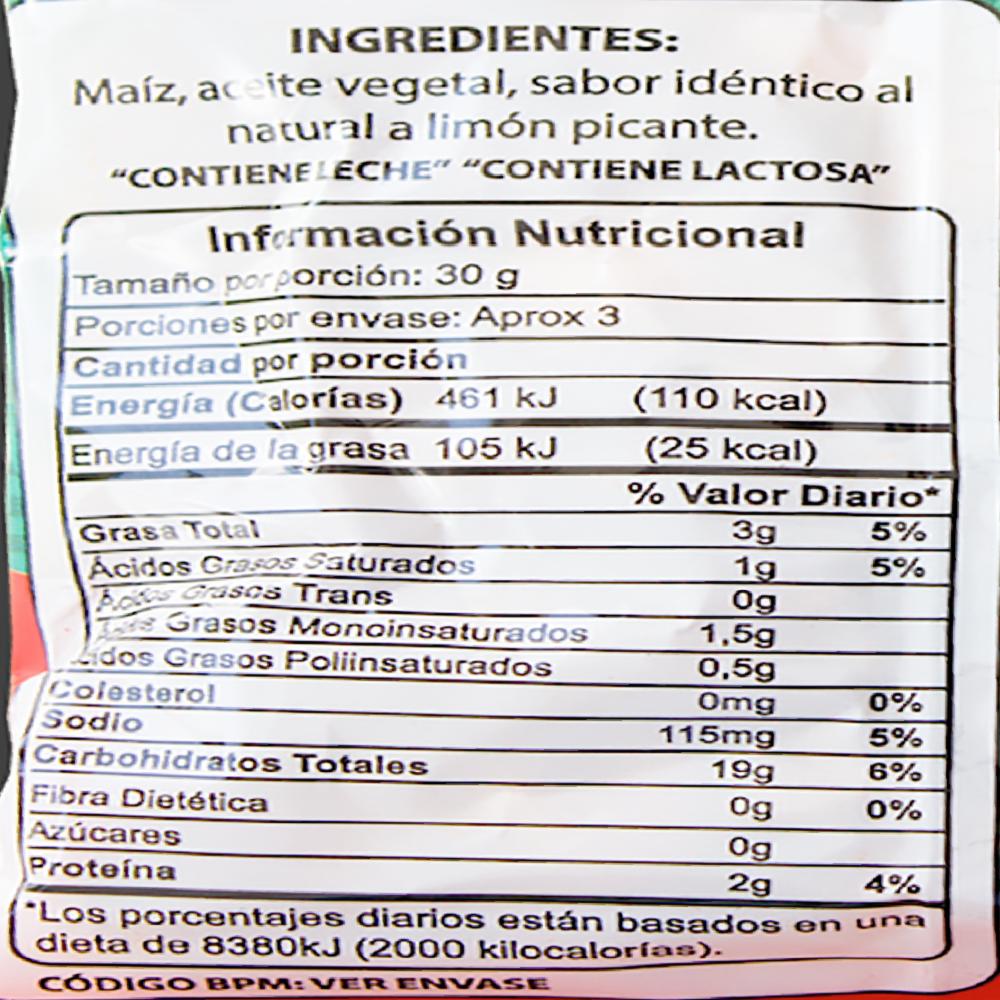 INGREDIENTES:
Maíz, aceite vegetal, sabor idéntico al
natural a limón picante.
"CONTIENE LECHE" "CONTIENE LACTOSA"
Información Nutricional
Tamaño por porción: 30 g
Porciones por envase: Aprox 3
Cantidad por porción
Energía (Calorías) 461 kJ (110 kcal)
Energía de la grasa 105 kJ (25 kcal)
% Valor Diario*
Grasa Total 3g 5%
Ácidos Grasos Saturados 1g 5%
Ácidos Grasos Trans 0g
Ácidos Grasos Monoinsaturados 1,5g
Ácidos Grasos Poliinsaturados 0,5g
Colesterol 0mg 0%
Sodio 115mg 5%
Carbohidratos Totales 19g 6%
Fibra Dietética 0g 0%
Azúcares 0g
Proteína 2g 4%
*Los porcentajes diarios están basados en una
dieta de 8380kJ (2000 kilocalorías).
CÓDIGO BPM: VER ENVASE